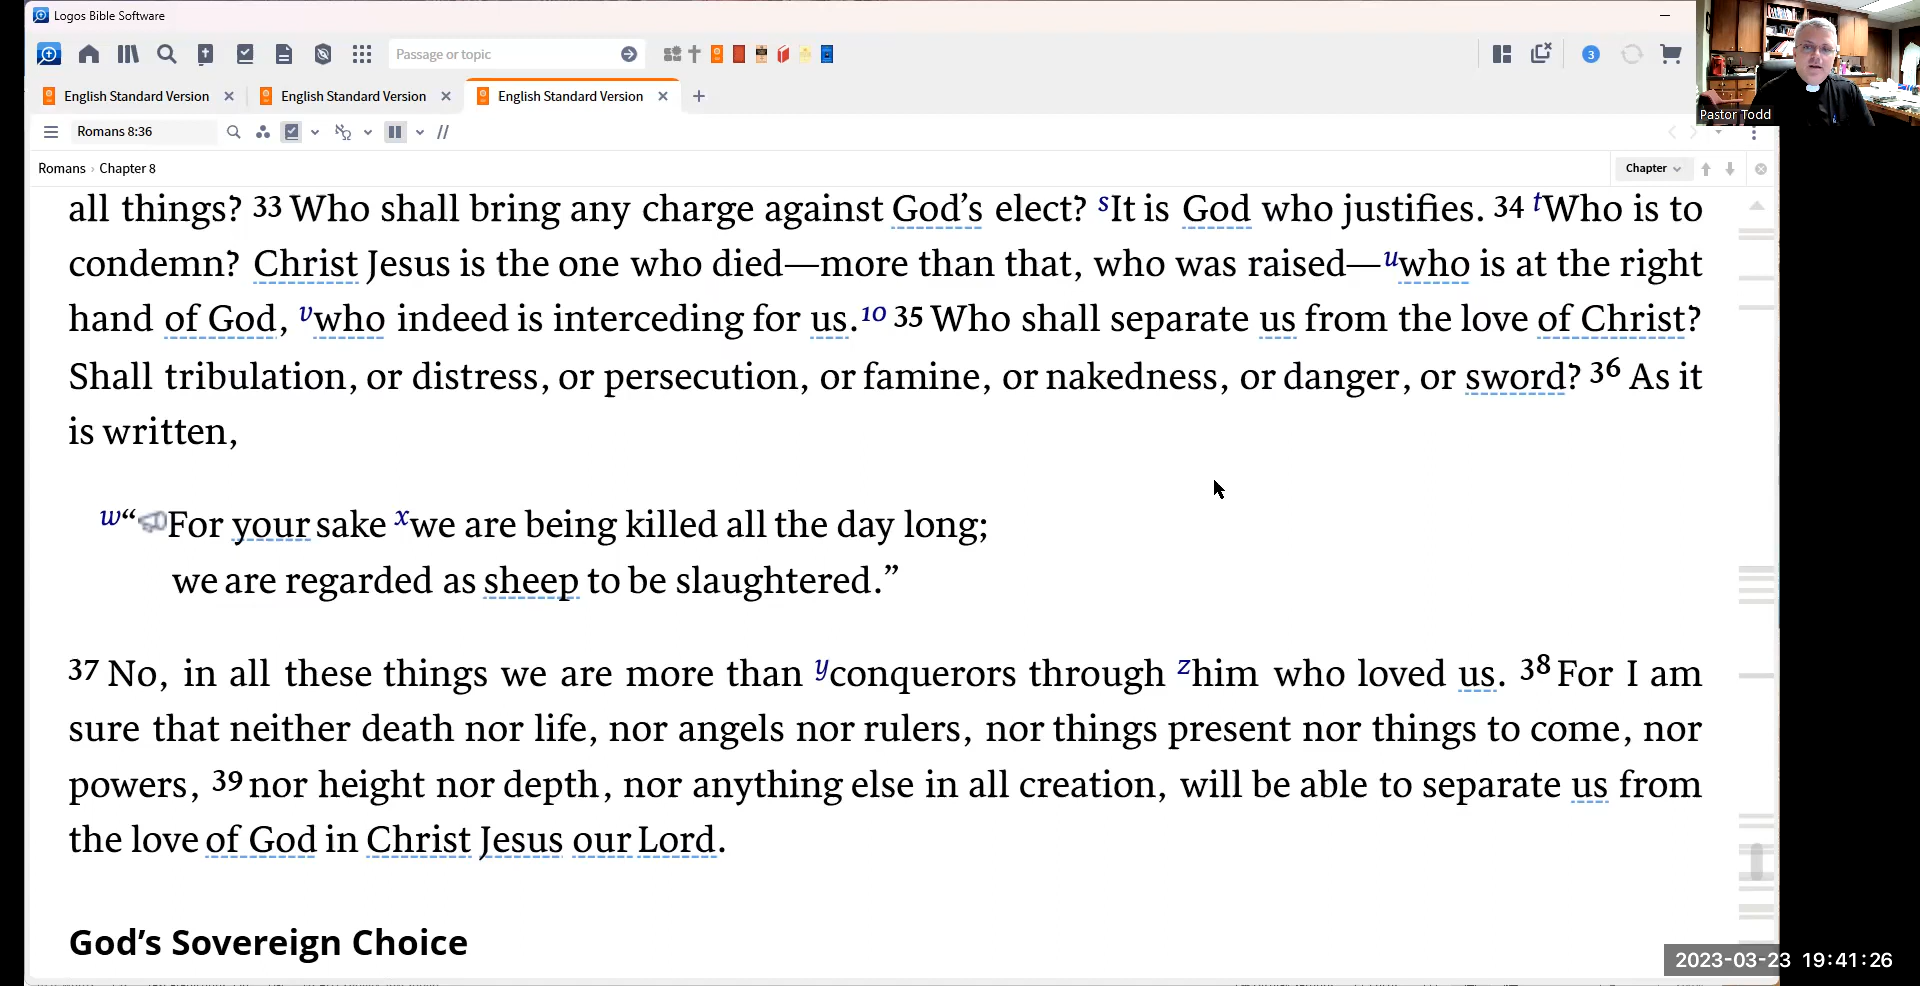 Logos Bible Software
Passage or topic
3
English Standard Version
English Standard Version
English Standard Version
Pastor Todd
Romans 8:36
Romans › Chapter 8
Chapter
all things? 33 Who shall bring any charge against God’s elect? sIt is God who justifies. 34 tWho is to
condemn? Christ Jesus is the one who died—more than that, who was raised—uwho is at the right
hand of God, vwho indeed is interceding for us.10 35 Who shall separate us from the love of Christ?
Shall tribulation, or distress, or persecution, or famine, or nakedness, or danger, or sword? 36 As it
is written,
w“For your sake xwe are being killed all the day long;
we are regarded as sheep to be slaughtered.”
37 No, in all these things we are more than yconquerors through zhim who loved us. 38 For I am
sure that neither death nor life, nor angels nor rulers, nor things present nor things to come, nor
powers, 39 nor height nor depth, nor anything else in all creation, will be able to separate us from
the love of God in Christ Jesus our Lord.
God’s Sovereign Choice
2023-03-23 19:41:26